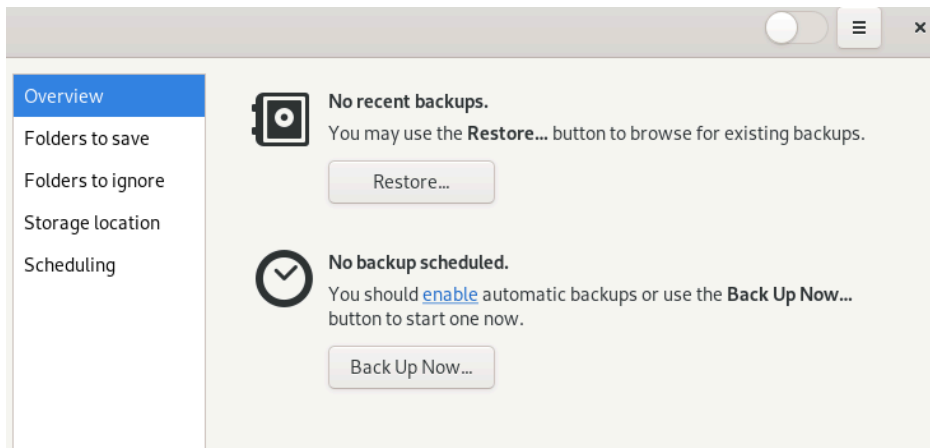 Overview
Folders to save
Folders to ignore
Storage location
Scheduling
No recent backups.
You may use the Restore... button to browse for existing backups.
Restore...
No backup scheduled.
You should enable automatic backups or use the Back Up Now...
button to start one now.
Back Up Now...